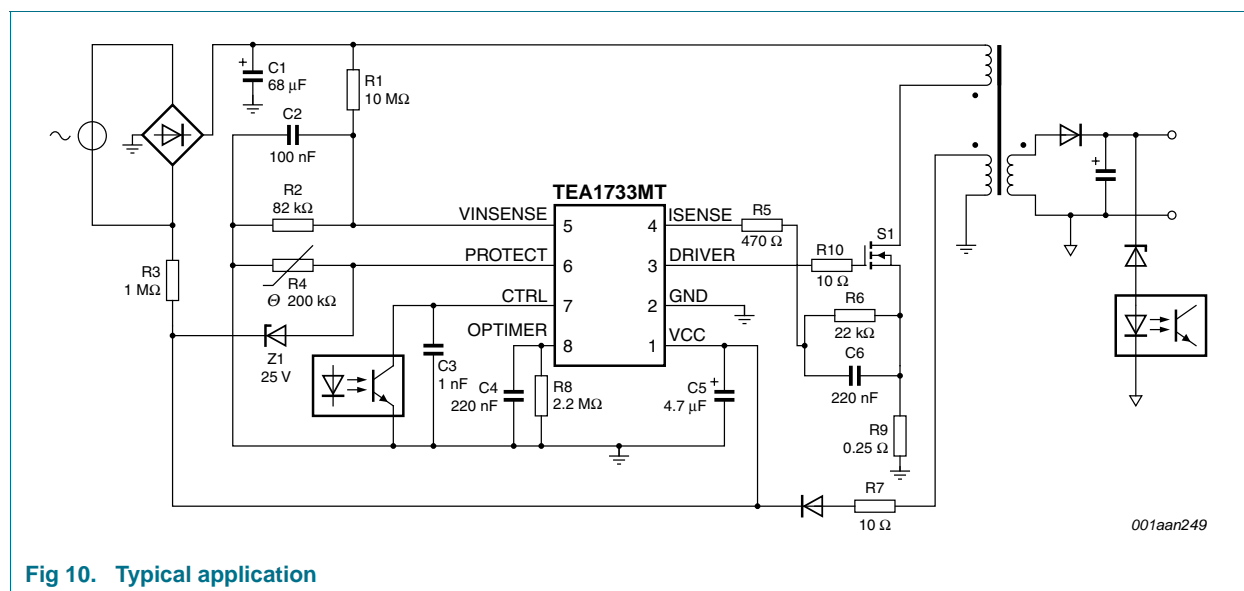 C1
68 μF
R1
10 MΩ
C2
100 nF
R2
82 kΩ
R3
1 MΩ
Θ R4
200 kΩ
Z1
25 V
TEA1733MT
VINSENSE
5
PROTECT
6
CTRL
7
OPTIMER
8
ISENSE
4
DRIVER
3
GND
2
VCC
1
C3
1 nF
C4
220 nF
R8
2.2 MΩ
C5
4.7 μF
R5
470 Ω
R10
10 Ω
S1
R6
22 kΩ
C6
220 nF
R9
0.25 Ω
R7
10 Ω
001aan249
Fig 10. Typical application